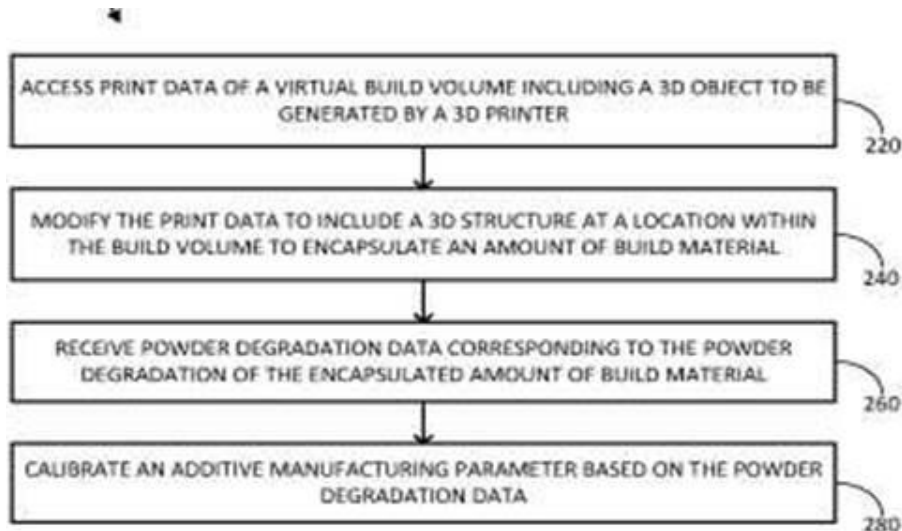 ACCESS PRINT DATA OF A VIRTUAL BUILD VOLUME INCLUDING A 3D OBJECT TO BE
GENERATED BY A 3D PRINTER
220
MODIFY THE PRINT DATA TO INCLUDE A 3D STRUCTURE AT A LOCATION WITHIN
THE BUILD VOLUME TO ENCAPSULATE AN AMOUNT OF BUILD MATERIAL
240
RECEIVE POWDER DEGRADATION DATA CORRESPONDING TO THE POWDER
DEGRADATION OF THE ENCAPSULATED AMOUNT OF BUILD MATERIAL
260
CALIBRATE AN ADDITIVE MANUFACTURING PARAMETER BASED ON THE POWDER
DEGRADATION DATA
280